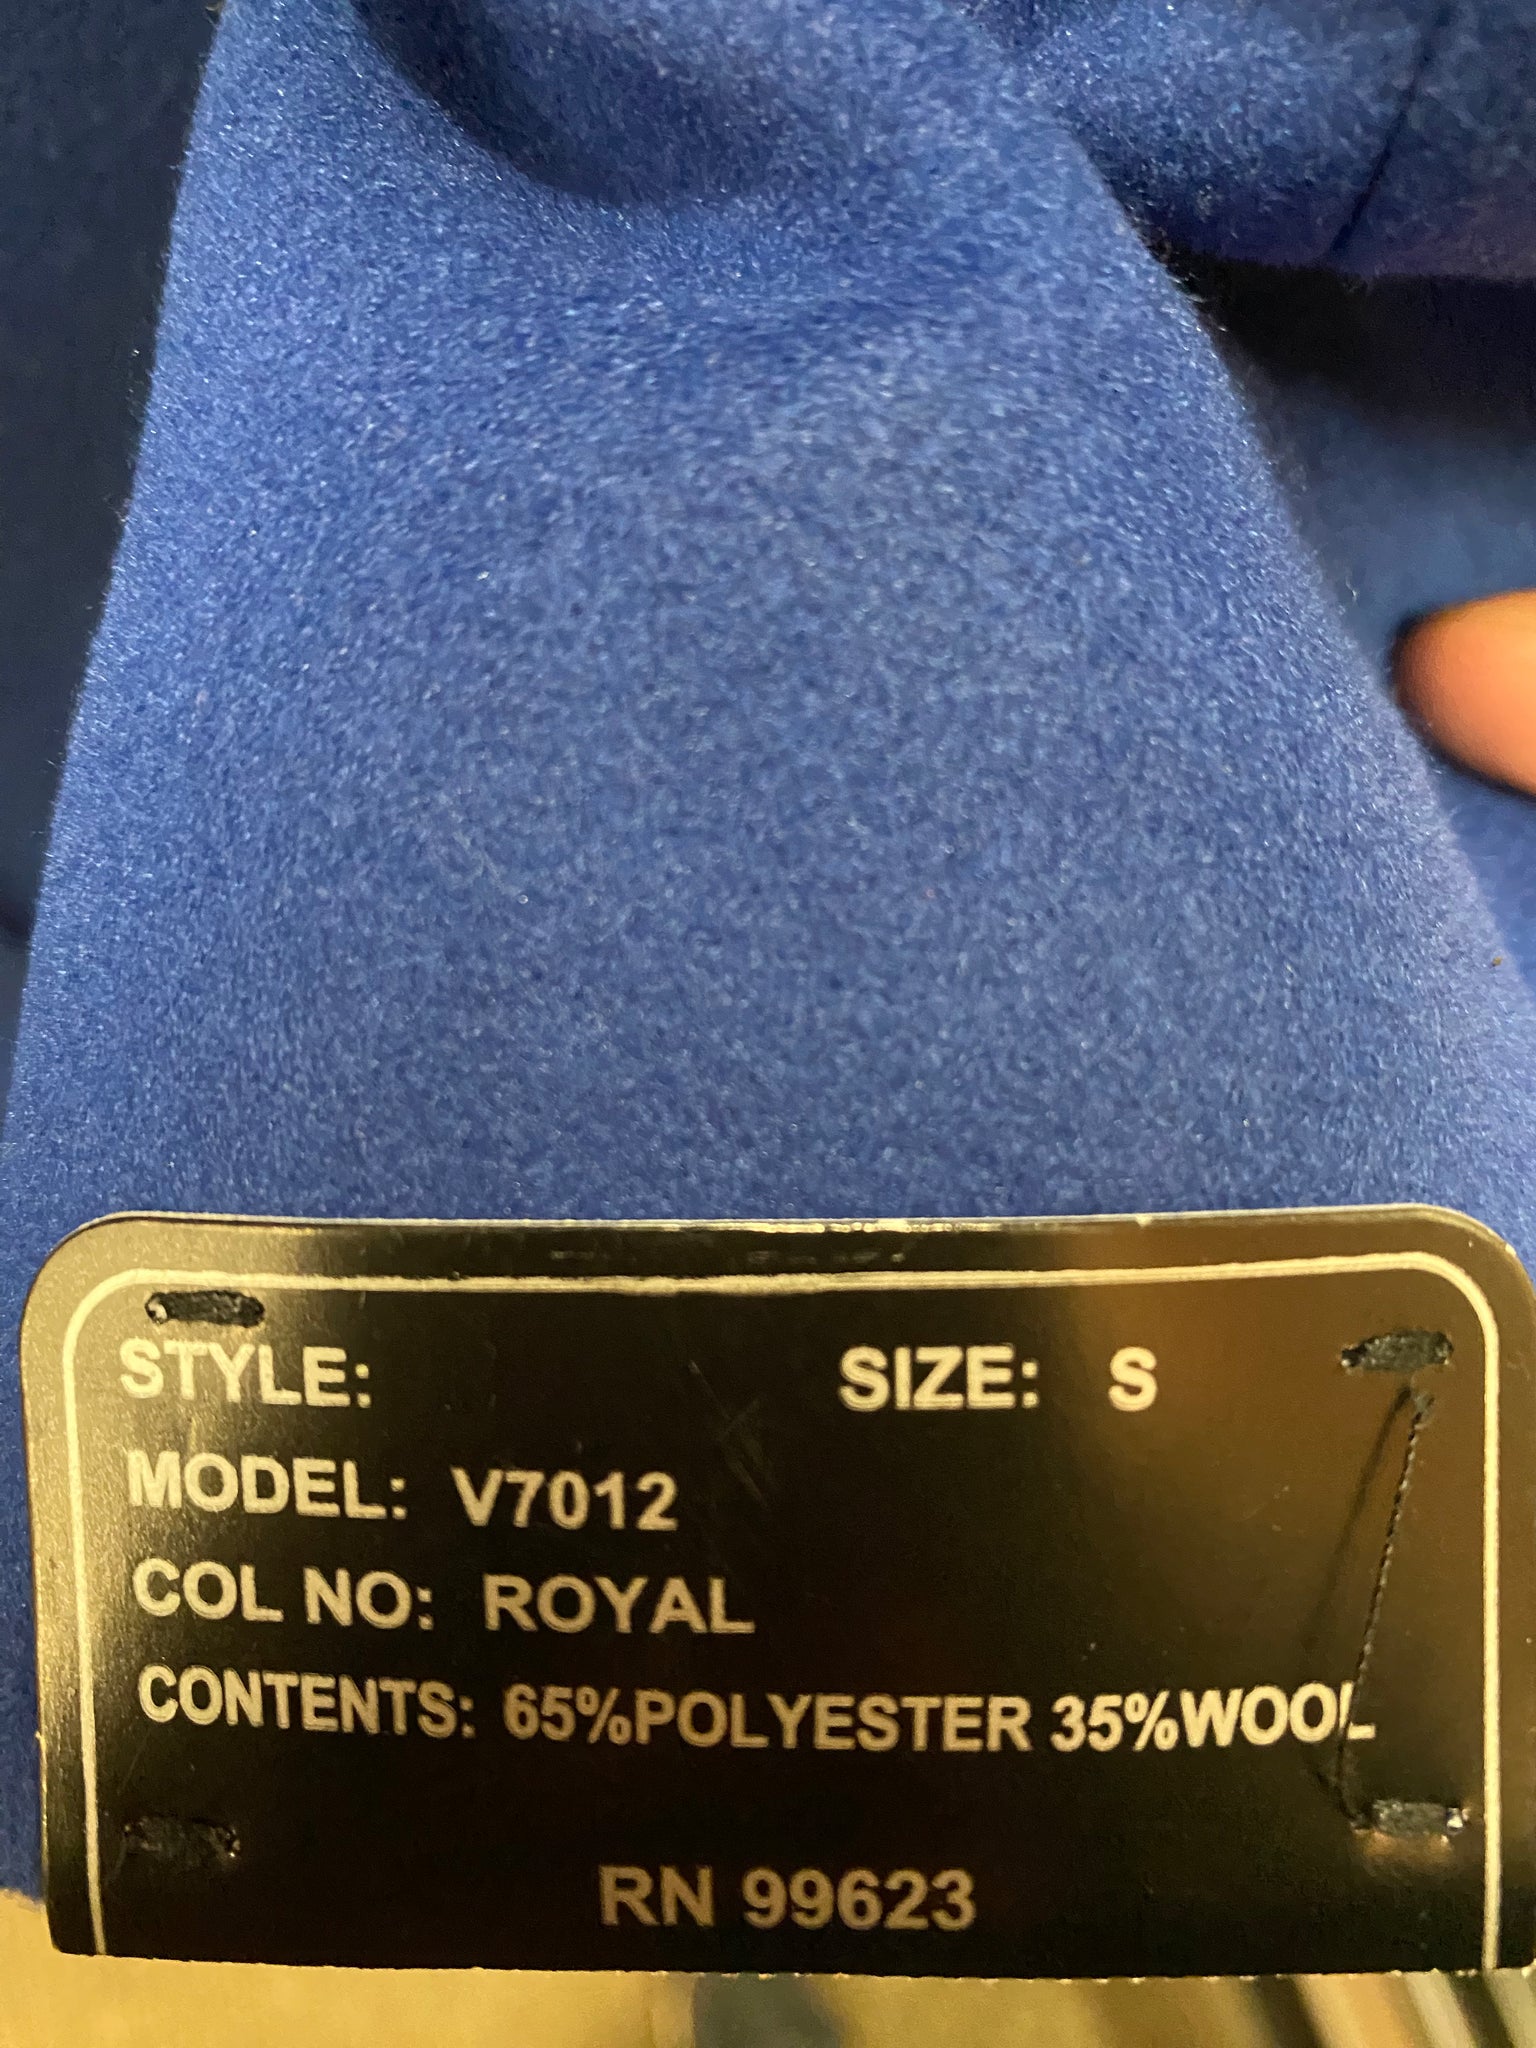 STYLE: SIZE: S
MODEL: V7012
COL NO: ROYAL
CONTENTS: 65%POLYESTER 35%WOOL
RN 99623